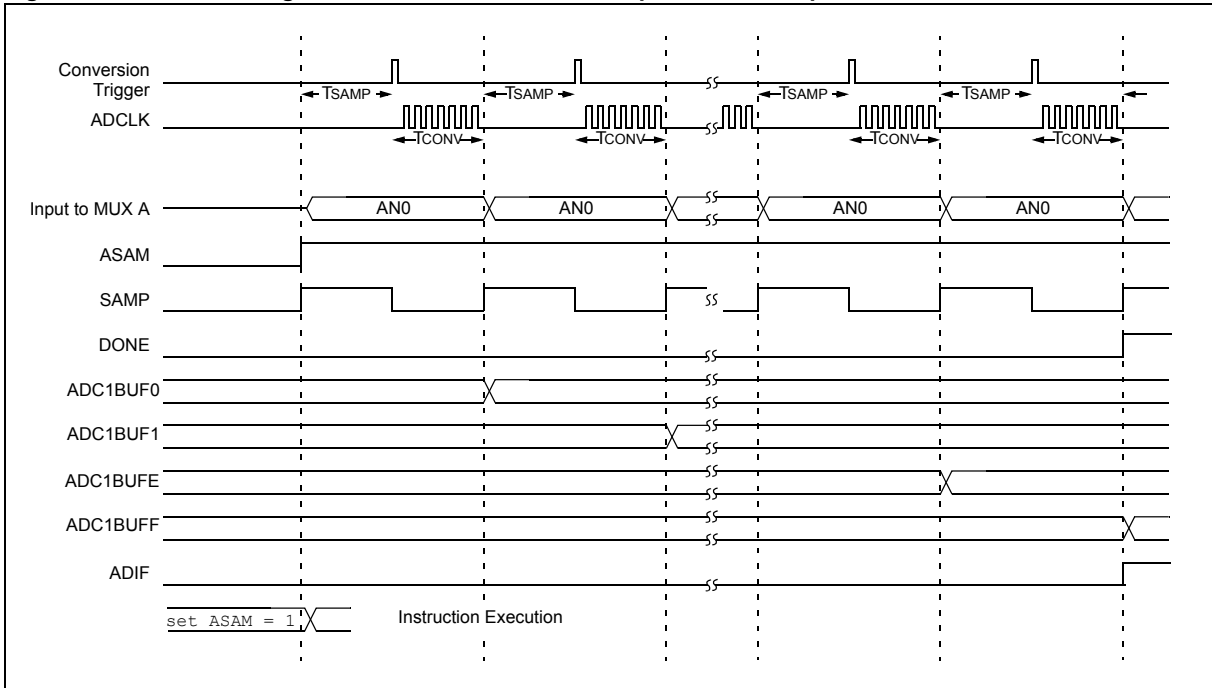 Conversion
Trigger
TSAMP TSAMP TSAMP TSAMP
ADCLK
TCONV TCONV TCONV TCONV
Input to MUX A AN0 AN0 AN0 AN0
ASAM
SAMP
DONE
ADC1BUF0
ADC1BUF1
ADC1BUFE
ADC1BUFF
ADIF
set ASAM = 1 Instruction Execution